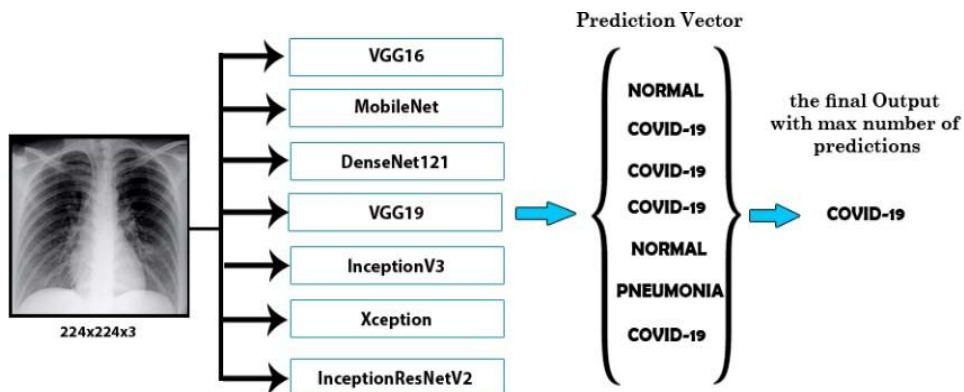 Prediction Vector
VGG16
MobileNet
DenseNet121
VGG19
InceptionV3
Xception
InceptionResNetV2
224x224x3
NORMAL
COVID-19
COVID-19
COVID-19
NORMAL
PNEUMONIA
COVID-19
the final Output
with max number of
predictions
COVID-19